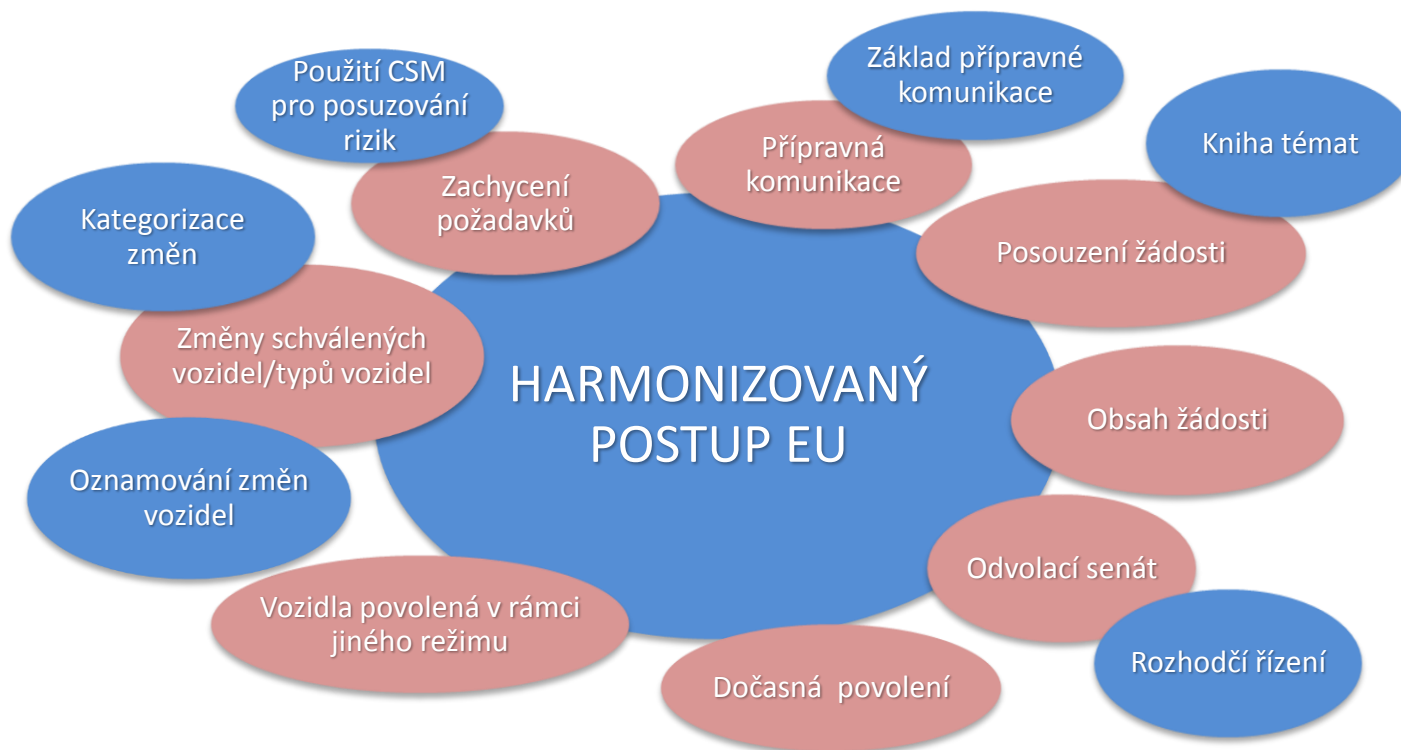 Použití CSM
pro posuzování
rizik
Základ přípravné
komunikace
Kniha témat
Přípravná
komunikace
Zachycení
požadavků
Kategorizace
změn
Posouzení žádosti
Změny schválených
vozidel/typů vozidel
HARMONIZOVANÝ
POSTUP EU
Obsah žádosti
Oznamování změn
vozidel
Odvolací senát
Vozidla povolená v rámci
jiného režimu
Rozhodčí řízení
Dočasná  povolení